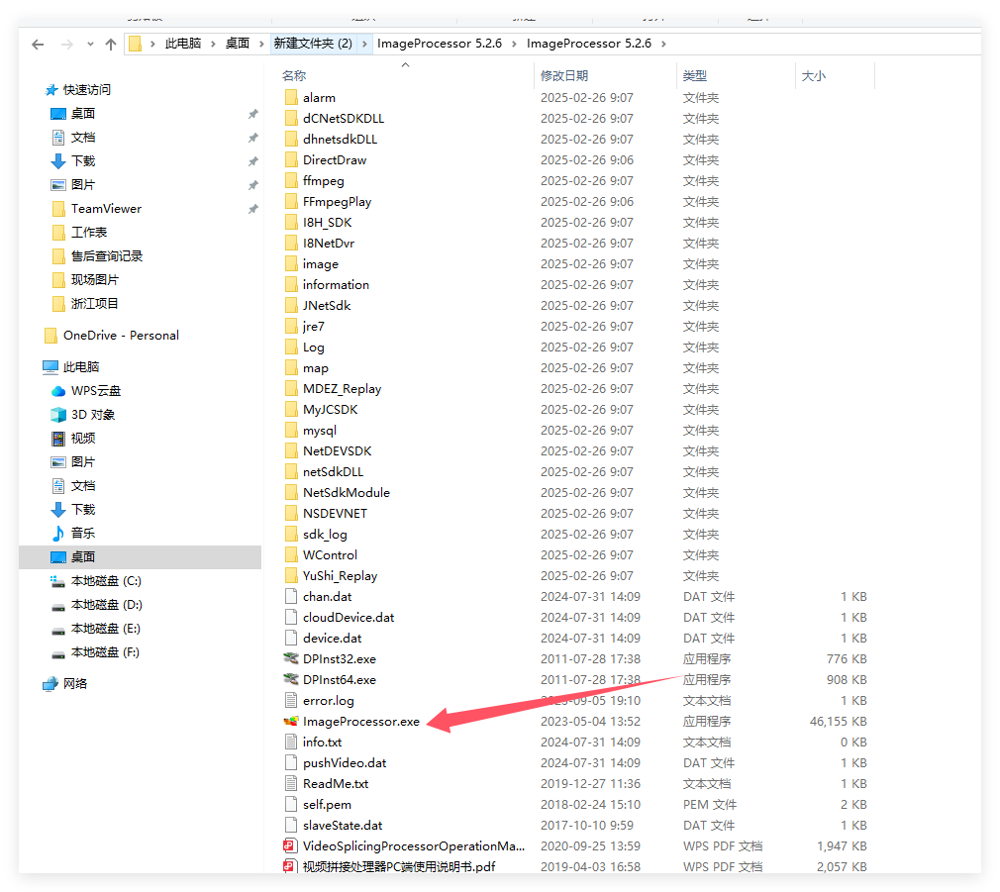 此电脑 桌面 新建文件夹 (2) ImageProcessor 5.2.6 ImageProcessor 5.2.6
快速访问
桌面
文档
下载
图片
TeamViewer
工作表
售后查询记录
现场图片
浙江项目
OneDrive - Personal
此电脑
WPS云盘
3D 对象
视频
图片
文档
下载
音乐
桌面
本地磁盘 (C:)
本地磁盘 (D:)
本地磁盘 (E:)
本地磁盘 (F:)
网络
名称 修改日期 类型 大小
alarm 2025-02-26 9:07 文件夹
dCNetSDKDLL 2025-02-26 9:07 文件夹
dhnetsdkDLL 2025-02-26 9:07 文件夹
DirectDraw 2025-02-26 9:06 文件夹
ffmpeg 2025-02-26 9:07 文件夹
FFmpegPlay 2025-02-26 9:06 文件夹
I8H_SDK 2025-02-26 9:07 文件夹
I8NetDvr 2025-02-26 9:07 文件夹
image 2025-02-26 9:07 文件夹
information 2025-02-26 9:07 文件夹
JNetSdk 2025-02-26 9:07 文件夹
jre7 2025-02-26 9:07 文件夹
Log 2025-02-26 9:07 文件夹
map 2025-02-26 9:07 文件夹
MDEZ_Replay 2025-02-26 9:07 文件夹
MyJCSDK 2025-02-26 9:07 文件夹
mysql 2025-02-26 9:07 文件夹
NetDEVSDK 2025-02-26 9:07 文件夹
netSdkDLL 2025-02-26 9:07 文件夹
NetSdkModule 2025-02-26 9:07 文件夹
NSDEVNET 2025-02-26 9:07 文件夹
sdk_log 2025-02-26 9:07 文件夹
WControl 2025-02-26 9:07 文件夹
YuShi_Replay 2025-02-26 9:07 文件夹
chan.dat 2024-07-31 14:09 DAT 文件 1 KB
cloudDevice.dat 2024-07-31 14:09 DAT 文件 1 KB
device.dat 2024-07-31 14:09 DAT 文件 1 KB
DPInst32.exe 2011-07-28 17:38 应用程序 776 KB
DPInst64.exe 2011-07-28 17:38 应用程序 908 KB
error.log 2023-09-05 19:10 文本文档 1 KB
ImageProcessor.exe 2023-05-04 13:52 应用程序 46,155 KB
info.txt 2024-07-31 14:09 文本文档 0 KB
pushVideo.dat 2024-07-31 14:09 DAT 文件 1 KB
ReadMe.txt 2019-12-27 11:36 文本文档 1 KB
self.pem 2018-02-24 15:10 PEM 文件 2 KB
slaveState.dat 2017-10-10 9:59 DAT 文件 1 KB
VideoSplicingProcessorOperationMa... 2020-09-25 13:59 WPS PDF 文档 1,947 KB
视频拼接处理器PC端使用说明书.pdf 2019-04-03 16:58 WPS PDF 文档 2,057 KB